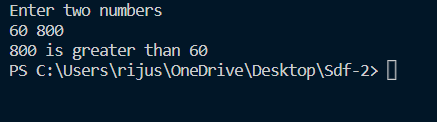 Enter two numbers
60 800
800 is greater than 60
PS C:\Users\rijus\OneDrive\Desktop\Sdf-2>